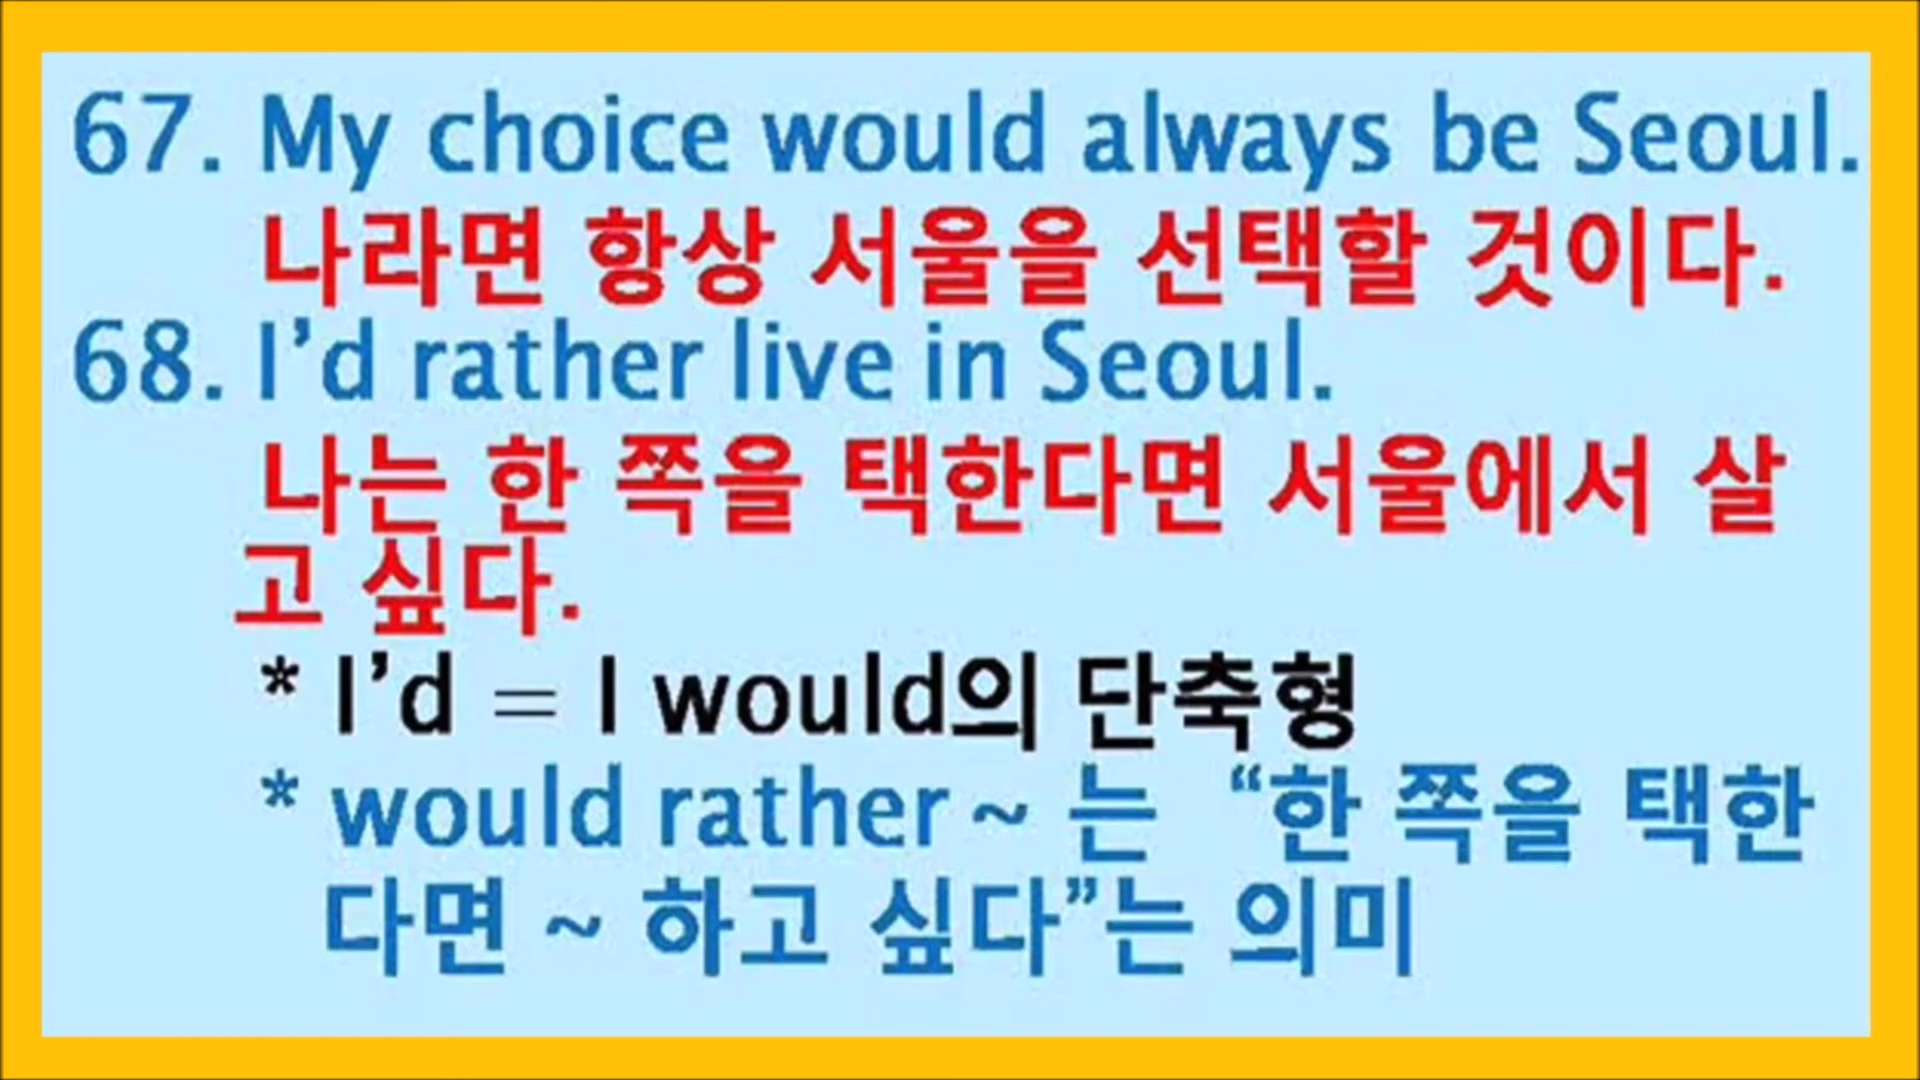 67. My choice would always be Seoul.
나라면 항상 서울을 선택할 것이다.
68. I’d rather live in Seoul.
나는 한 쪽을 택한다면 서울에서 살
고 싶다.
* I’d = I would의 단축형
* would rather ~ 는 “한 쪽을 택한
다면 ~ 하고 싶다”는 의미